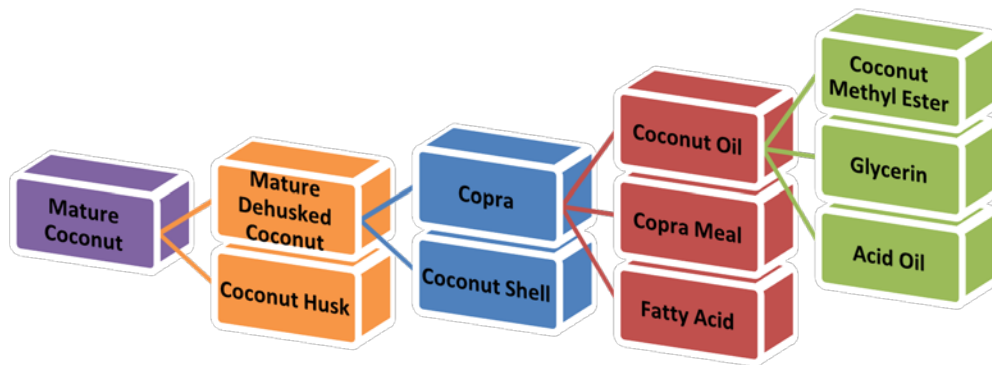 Mature
Coconut
Mature
Dehusked
Coconut
Coconut Husk
Copra
Coconut Shell
Coconut Oil
Copra Meal
Fatty Acid
Coconut
Methyl Ester
Glycerin
Acid Oil